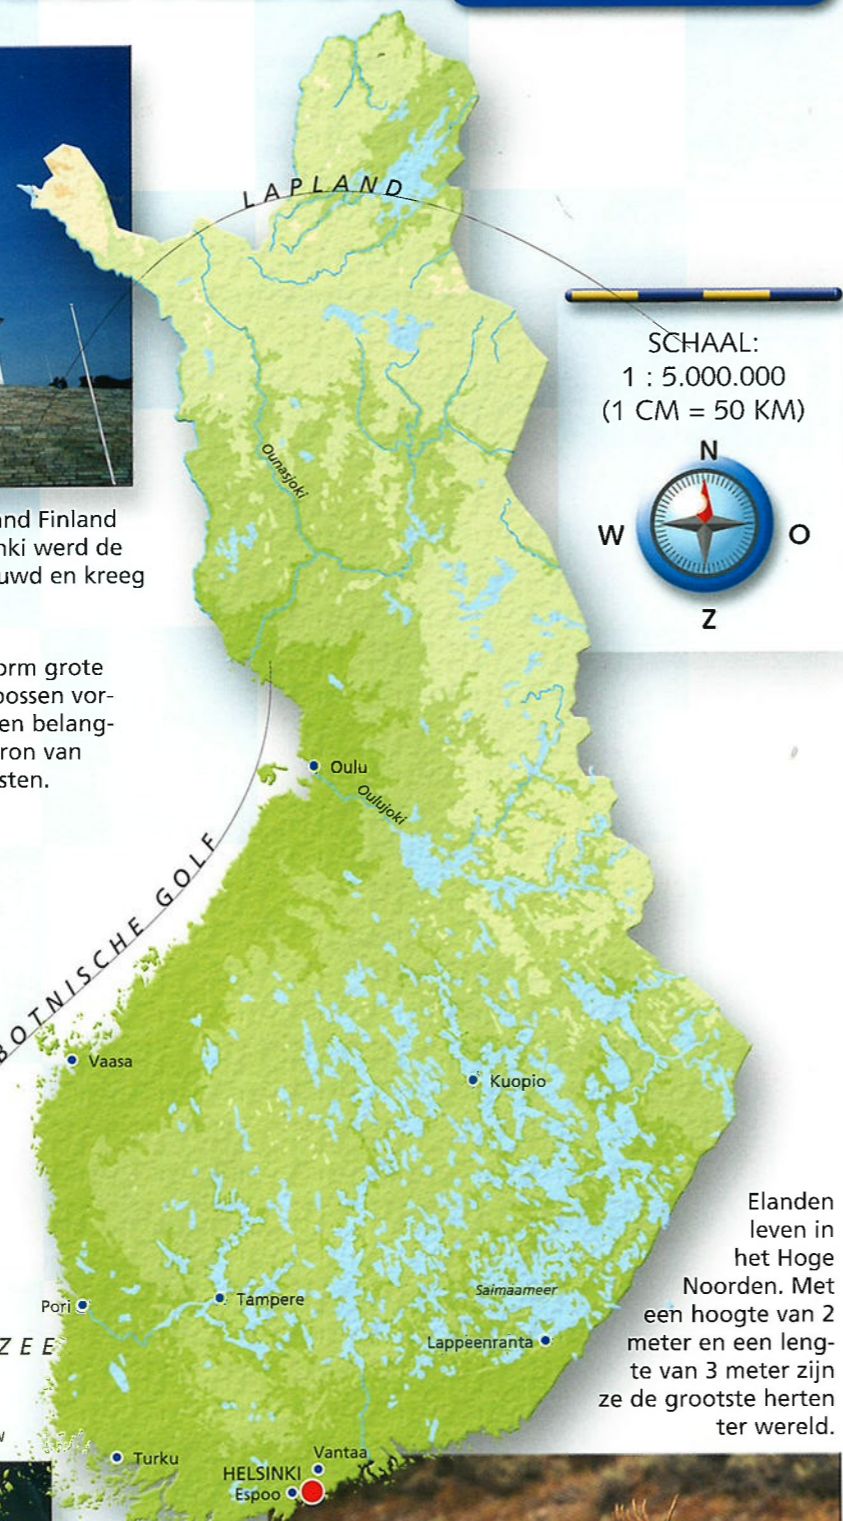 LAPLAND
SCHAAL:
1 : 5.000.000
(1 CM = 50 KM)
N
W
O
Z
Ounasjoki
and Finland
nki werd de
uwd en kreeg
orm grote
bossen vor-
en belang-
ron van
sten.
Oulu
Oulujoki
BOTNISCHE GOLF
Vaasa
Kuopio
Elanden
leven in
het Hoge
Noorden. Met
een hoogte van 2
meter en een leng-
te van 3 meter zijn
ze de grootste herten
ter wereld.
Saimaameer
Pori
Tampere
ZEE
Lappeenranta
Turku
Vantaa
HELSINKI
Espoo